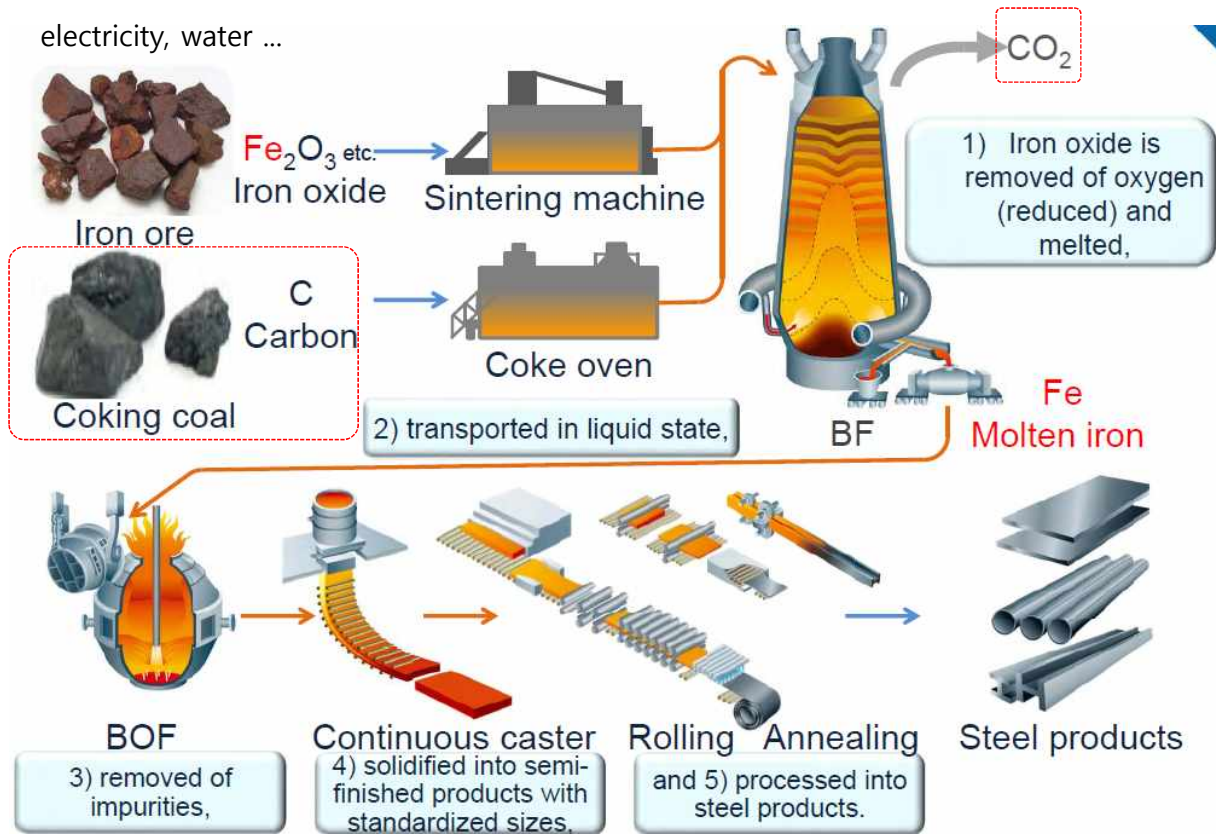 electricity, water ...
CO₂
Fe₂O₃ etc.
Iron oxide
Sintering machine
Iron ore
1) Iron oxide is
removed of oxygen
(reduced) and
melted,
C
Carbon
Coke oven
Coking coal
2) transported in liquid state,
BF
Fe
Molten iron
BOF
Continuous caster
Rolling
Annealing
Steel products
3) removed of
impurities,
4) solidified into semi-
finished products with
standardized sizes,
and 5) processed into
steel products.